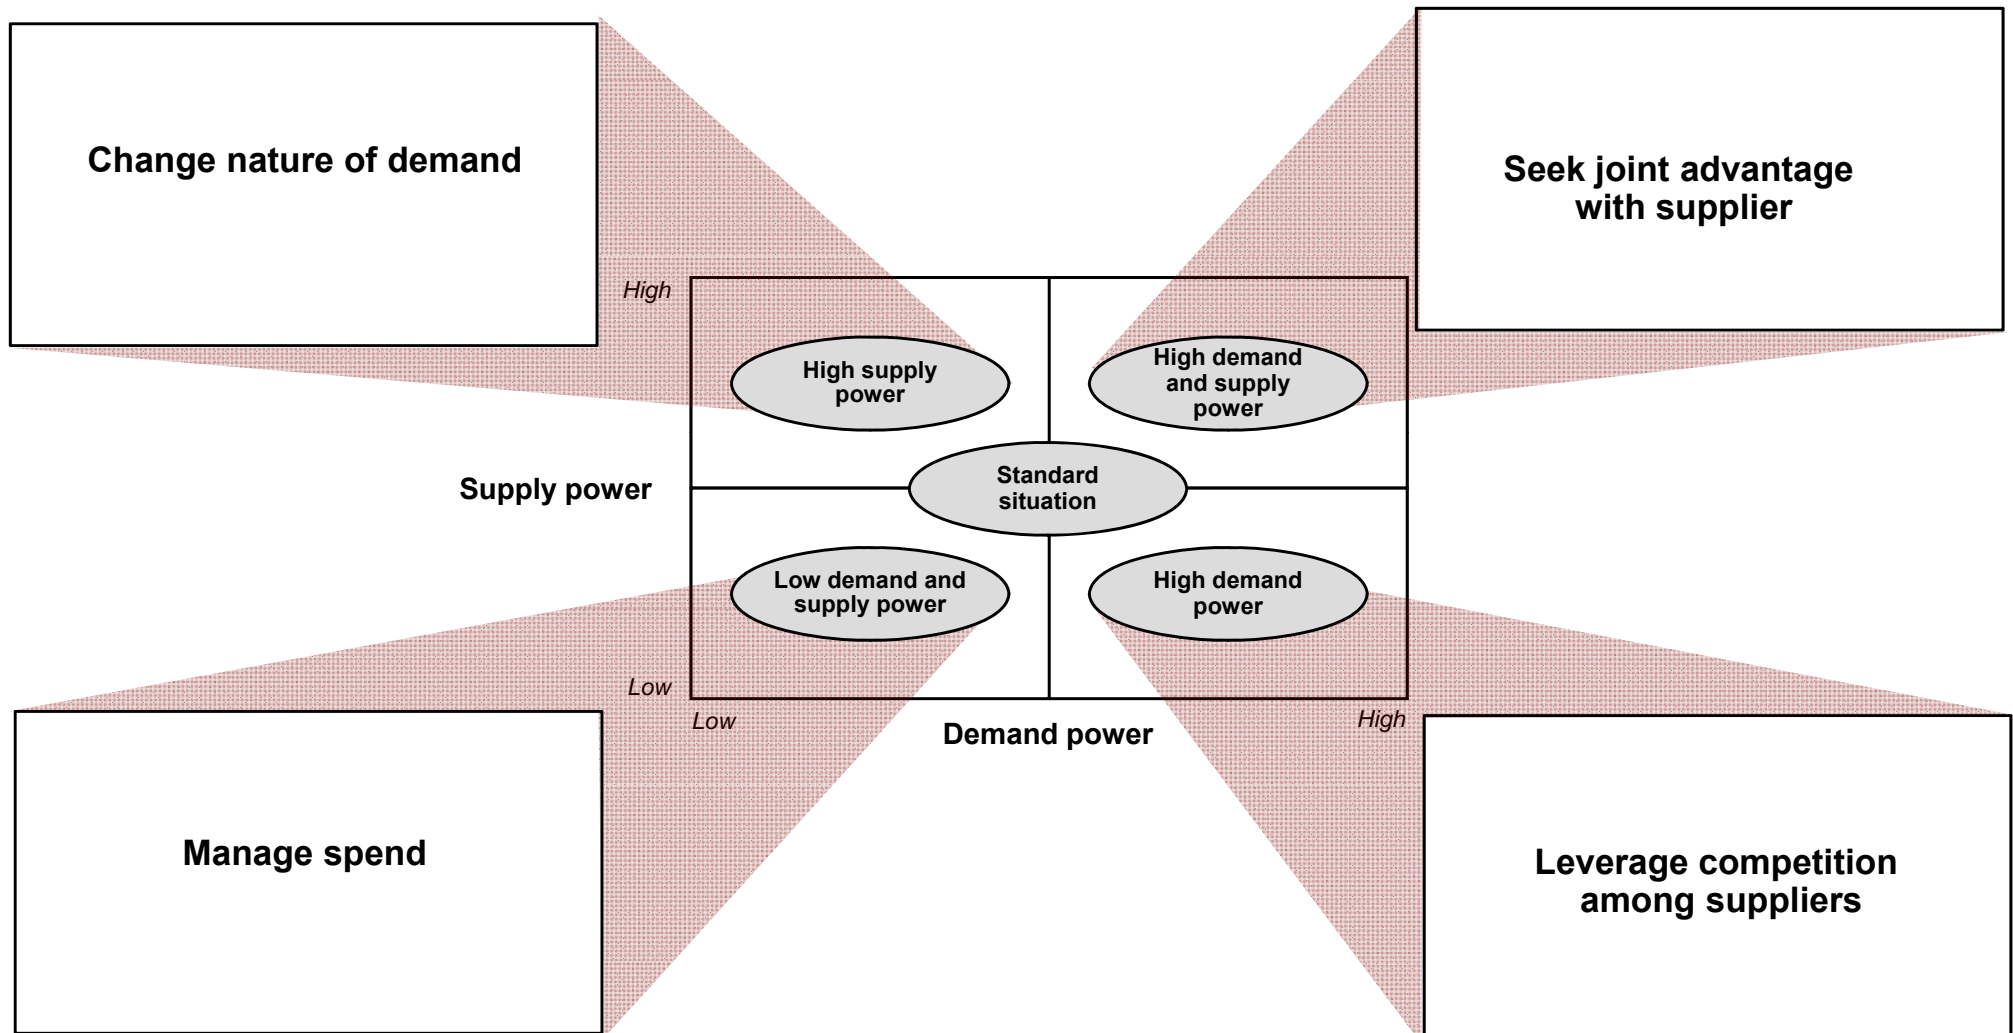 Change nature of demand
Seek joint advantage
with supplier
High
High supply
power
High demand
and supply
power
Supply power
Standard
situation
Low demand and
supply power
High demand
power
Low
Low
High
Demand power
Manage spend
Leverage competition
among suppliers